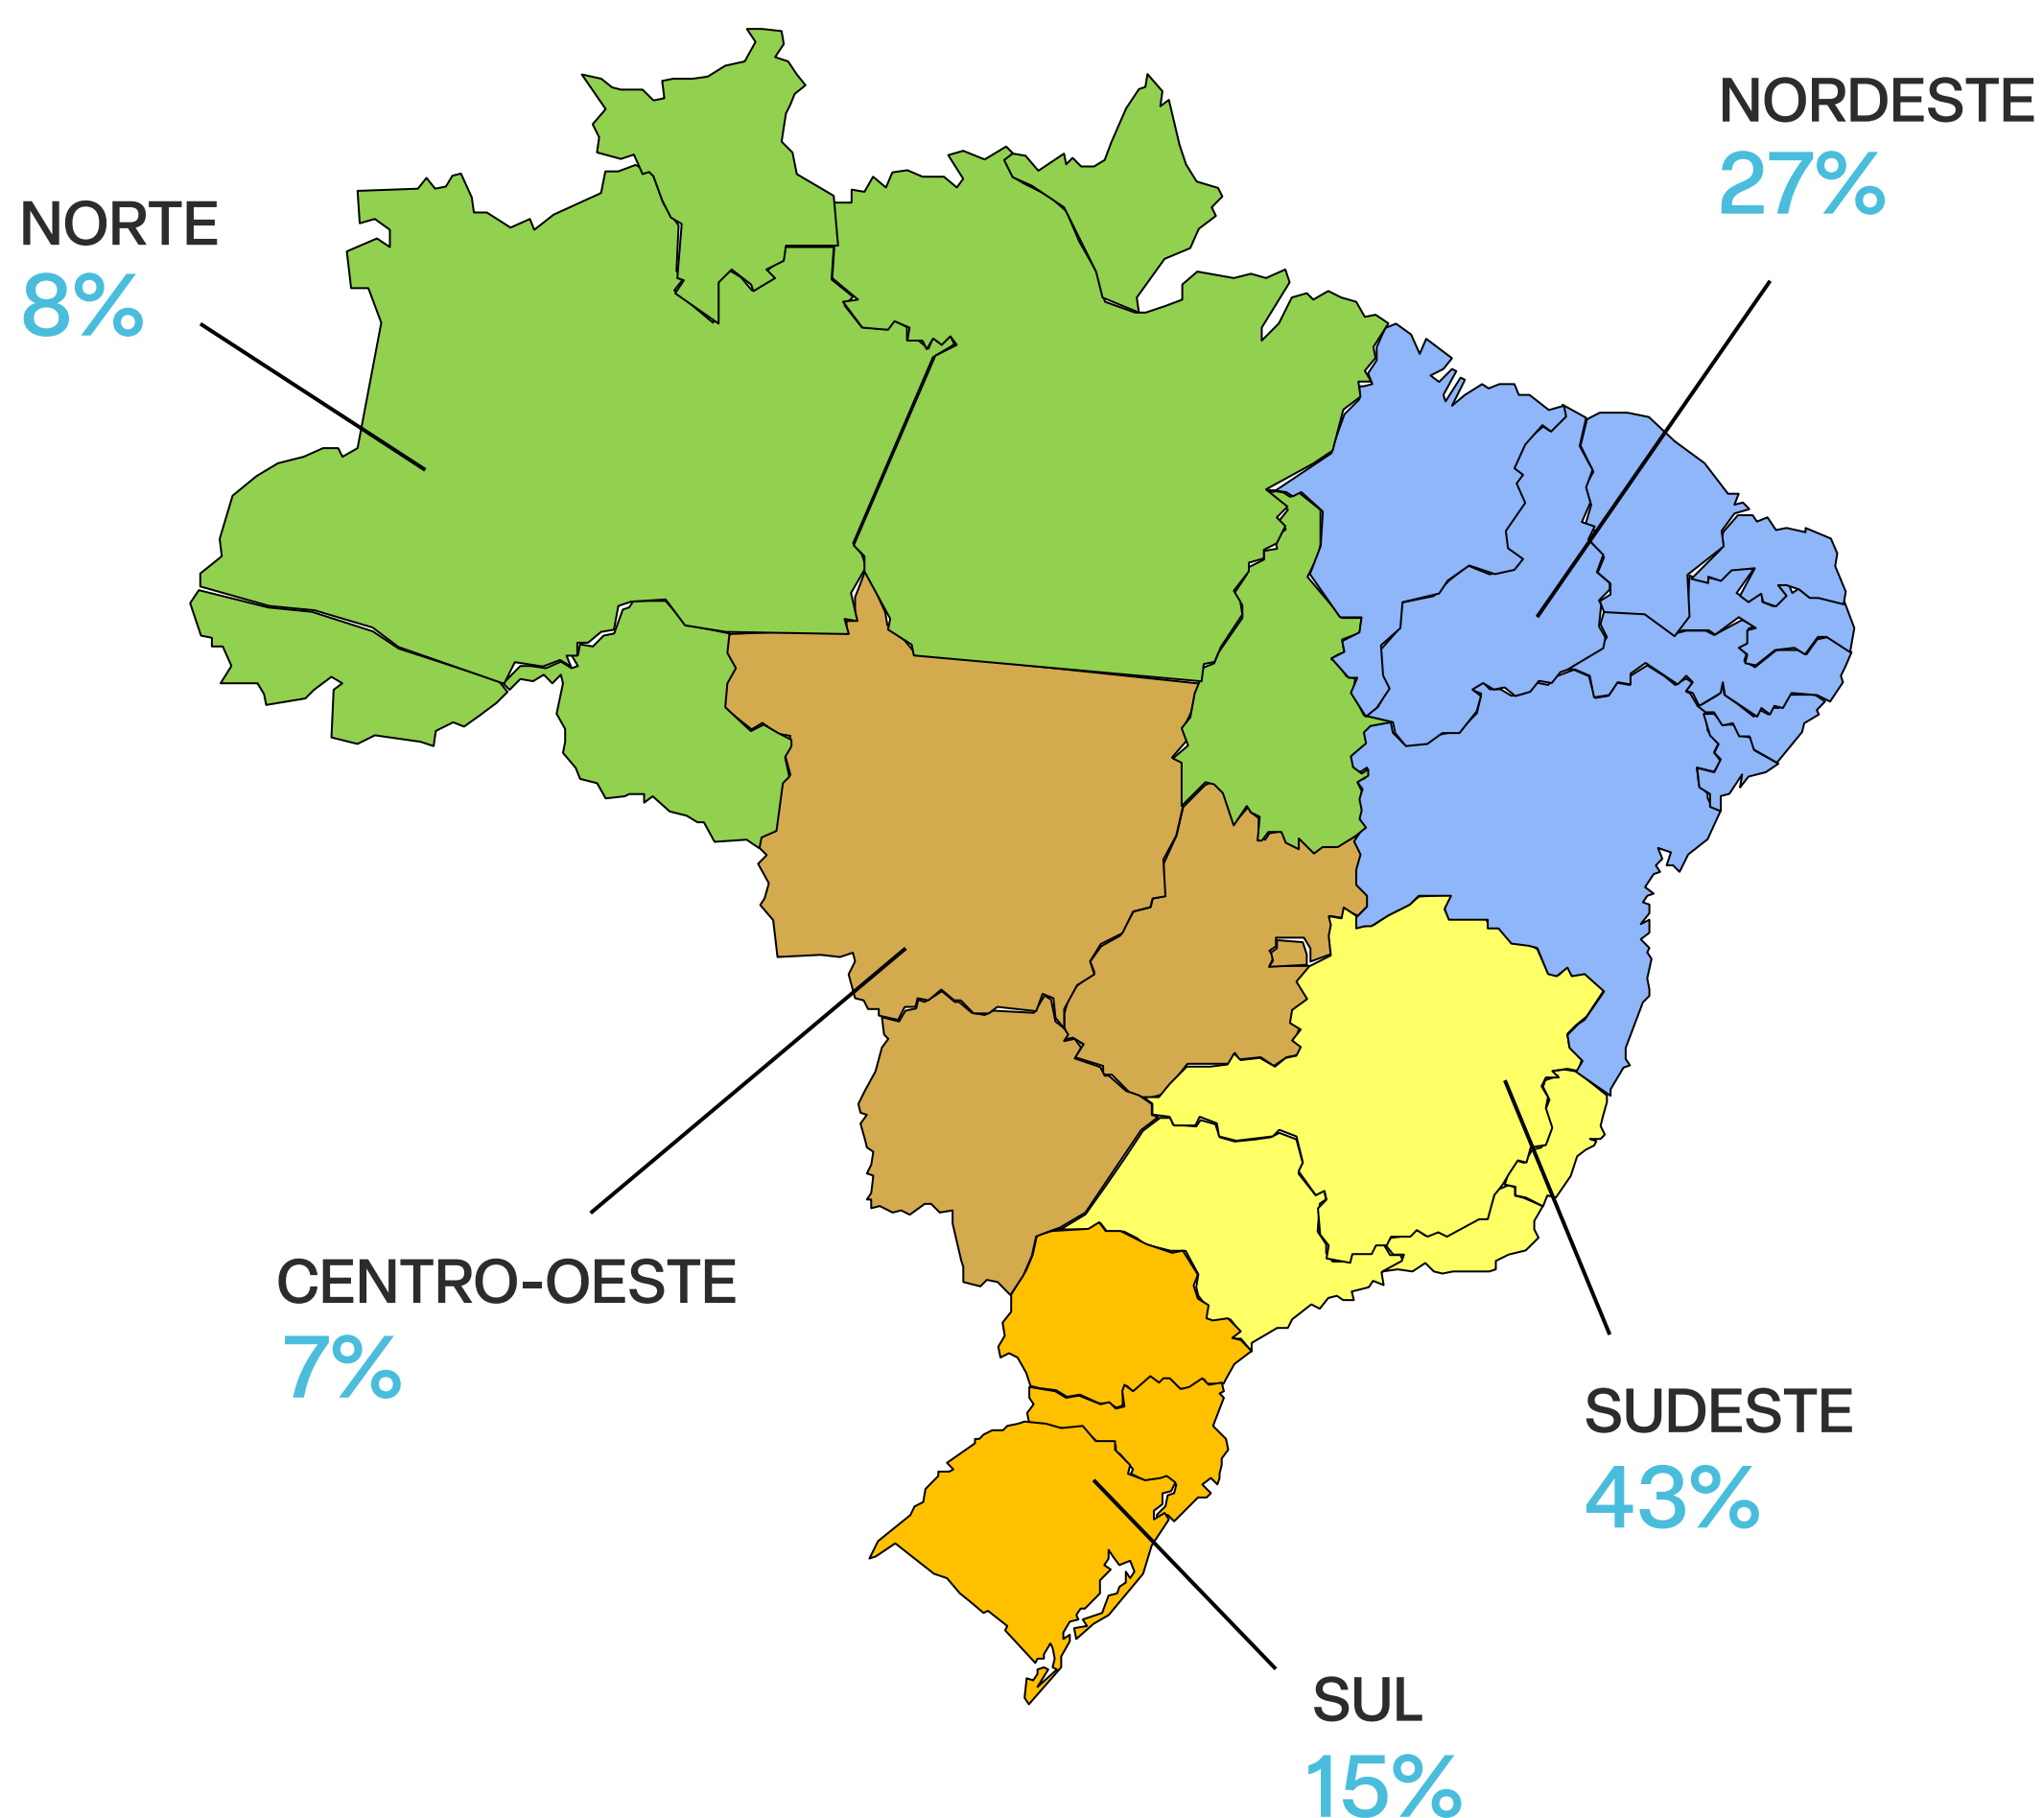 NORDESTE
27%
NORTE
8%
CENTRO-OESTE
7%
SUDESTE
43%
SUL
15%